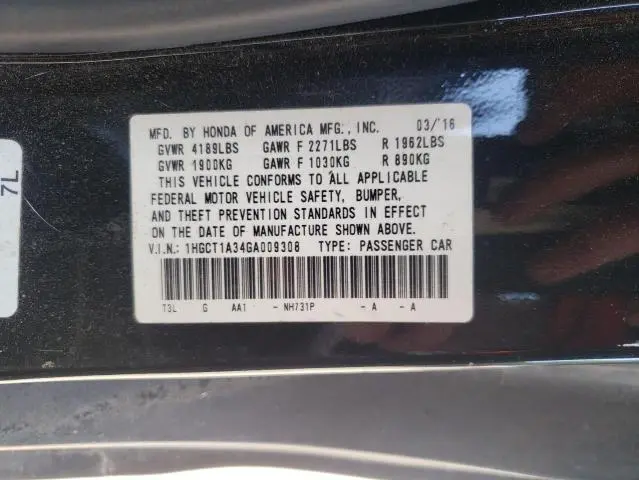 MFD. BY HONDA OF AMERICA MFG., INC. 03/'16
GVWR 4189LBS GAWR F 2271LBS R 1962LBS
GVWR 1900KG GAWR F 1030KG R 890KG
THIS VEHICLE CONFORMS TO ALL APPLICABLE
FEDERAL MOTOR VEHICLE SAFETY, BUMPER,
AND THEFT PREVENTION STANDARDS IN EFFECT
ON THE DATE OF MANUFACTURE SHOWN ABOVE.
V.I.N.: 1HGCT1A34GA009308 TYPE: PASSENGER CAR
T3L G AA1 - NH731P - A - A
7L